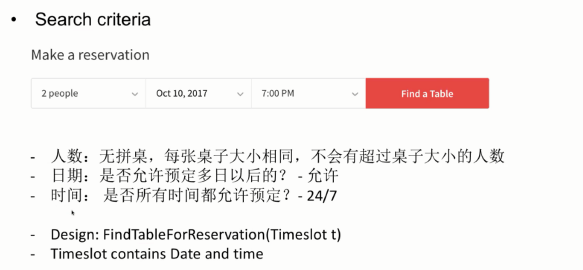 • Search criteria
Make a reservation
2 people Oct 10, 2017 7:00 PM Find a Table
- 人数：无拼桌，每张桌子大小相同，不会有超过桌子大小的人数
- 日期：是否允许预定多日以后的？ - 允许
- 时间： 是否所有时间都允许预定？- 24/7
- Design: FindTableForReservation(Timeslot t)
- Timeslot contains Date and time